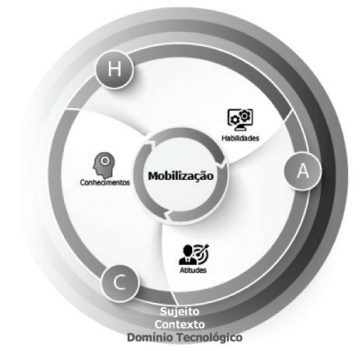 H
Habilidades
Conhecimentos
Mobilização
A
Atitudes
C
Sujeito
Contexto
Domínio Tecnológico